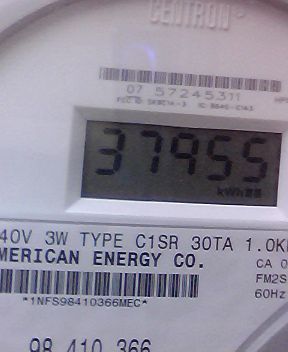 CENTRON
07 57245311
37955
kWh
40V 3W TYPE C1SR 30TA 1.0K
MERICAN ENERGY CO.
CA 0
FM2S
*1NFS98410366MEC*
60Hz
98 410 366